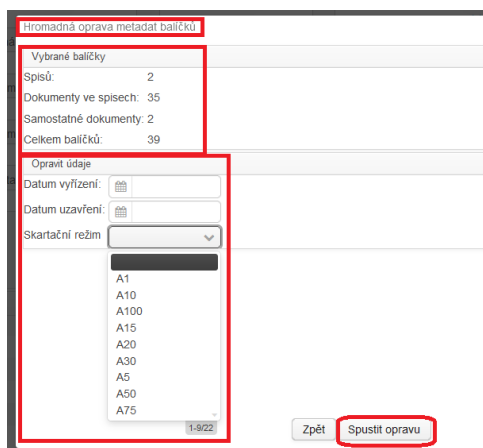 Hromadná oprava metadat balíčků
Vybrané balíčky
Spisů: 2
Dokumenty ve spisech: 35
Samostatné dokumenty: 2
Celkem balíčků: 39
Opravit údaje
Datum vyřízení:
Datum uzavření:
Skartační režim
A1
A10
A100
A15
A20
A30
A5
A50
A75
1-9/22
Zpět Spustit opravu